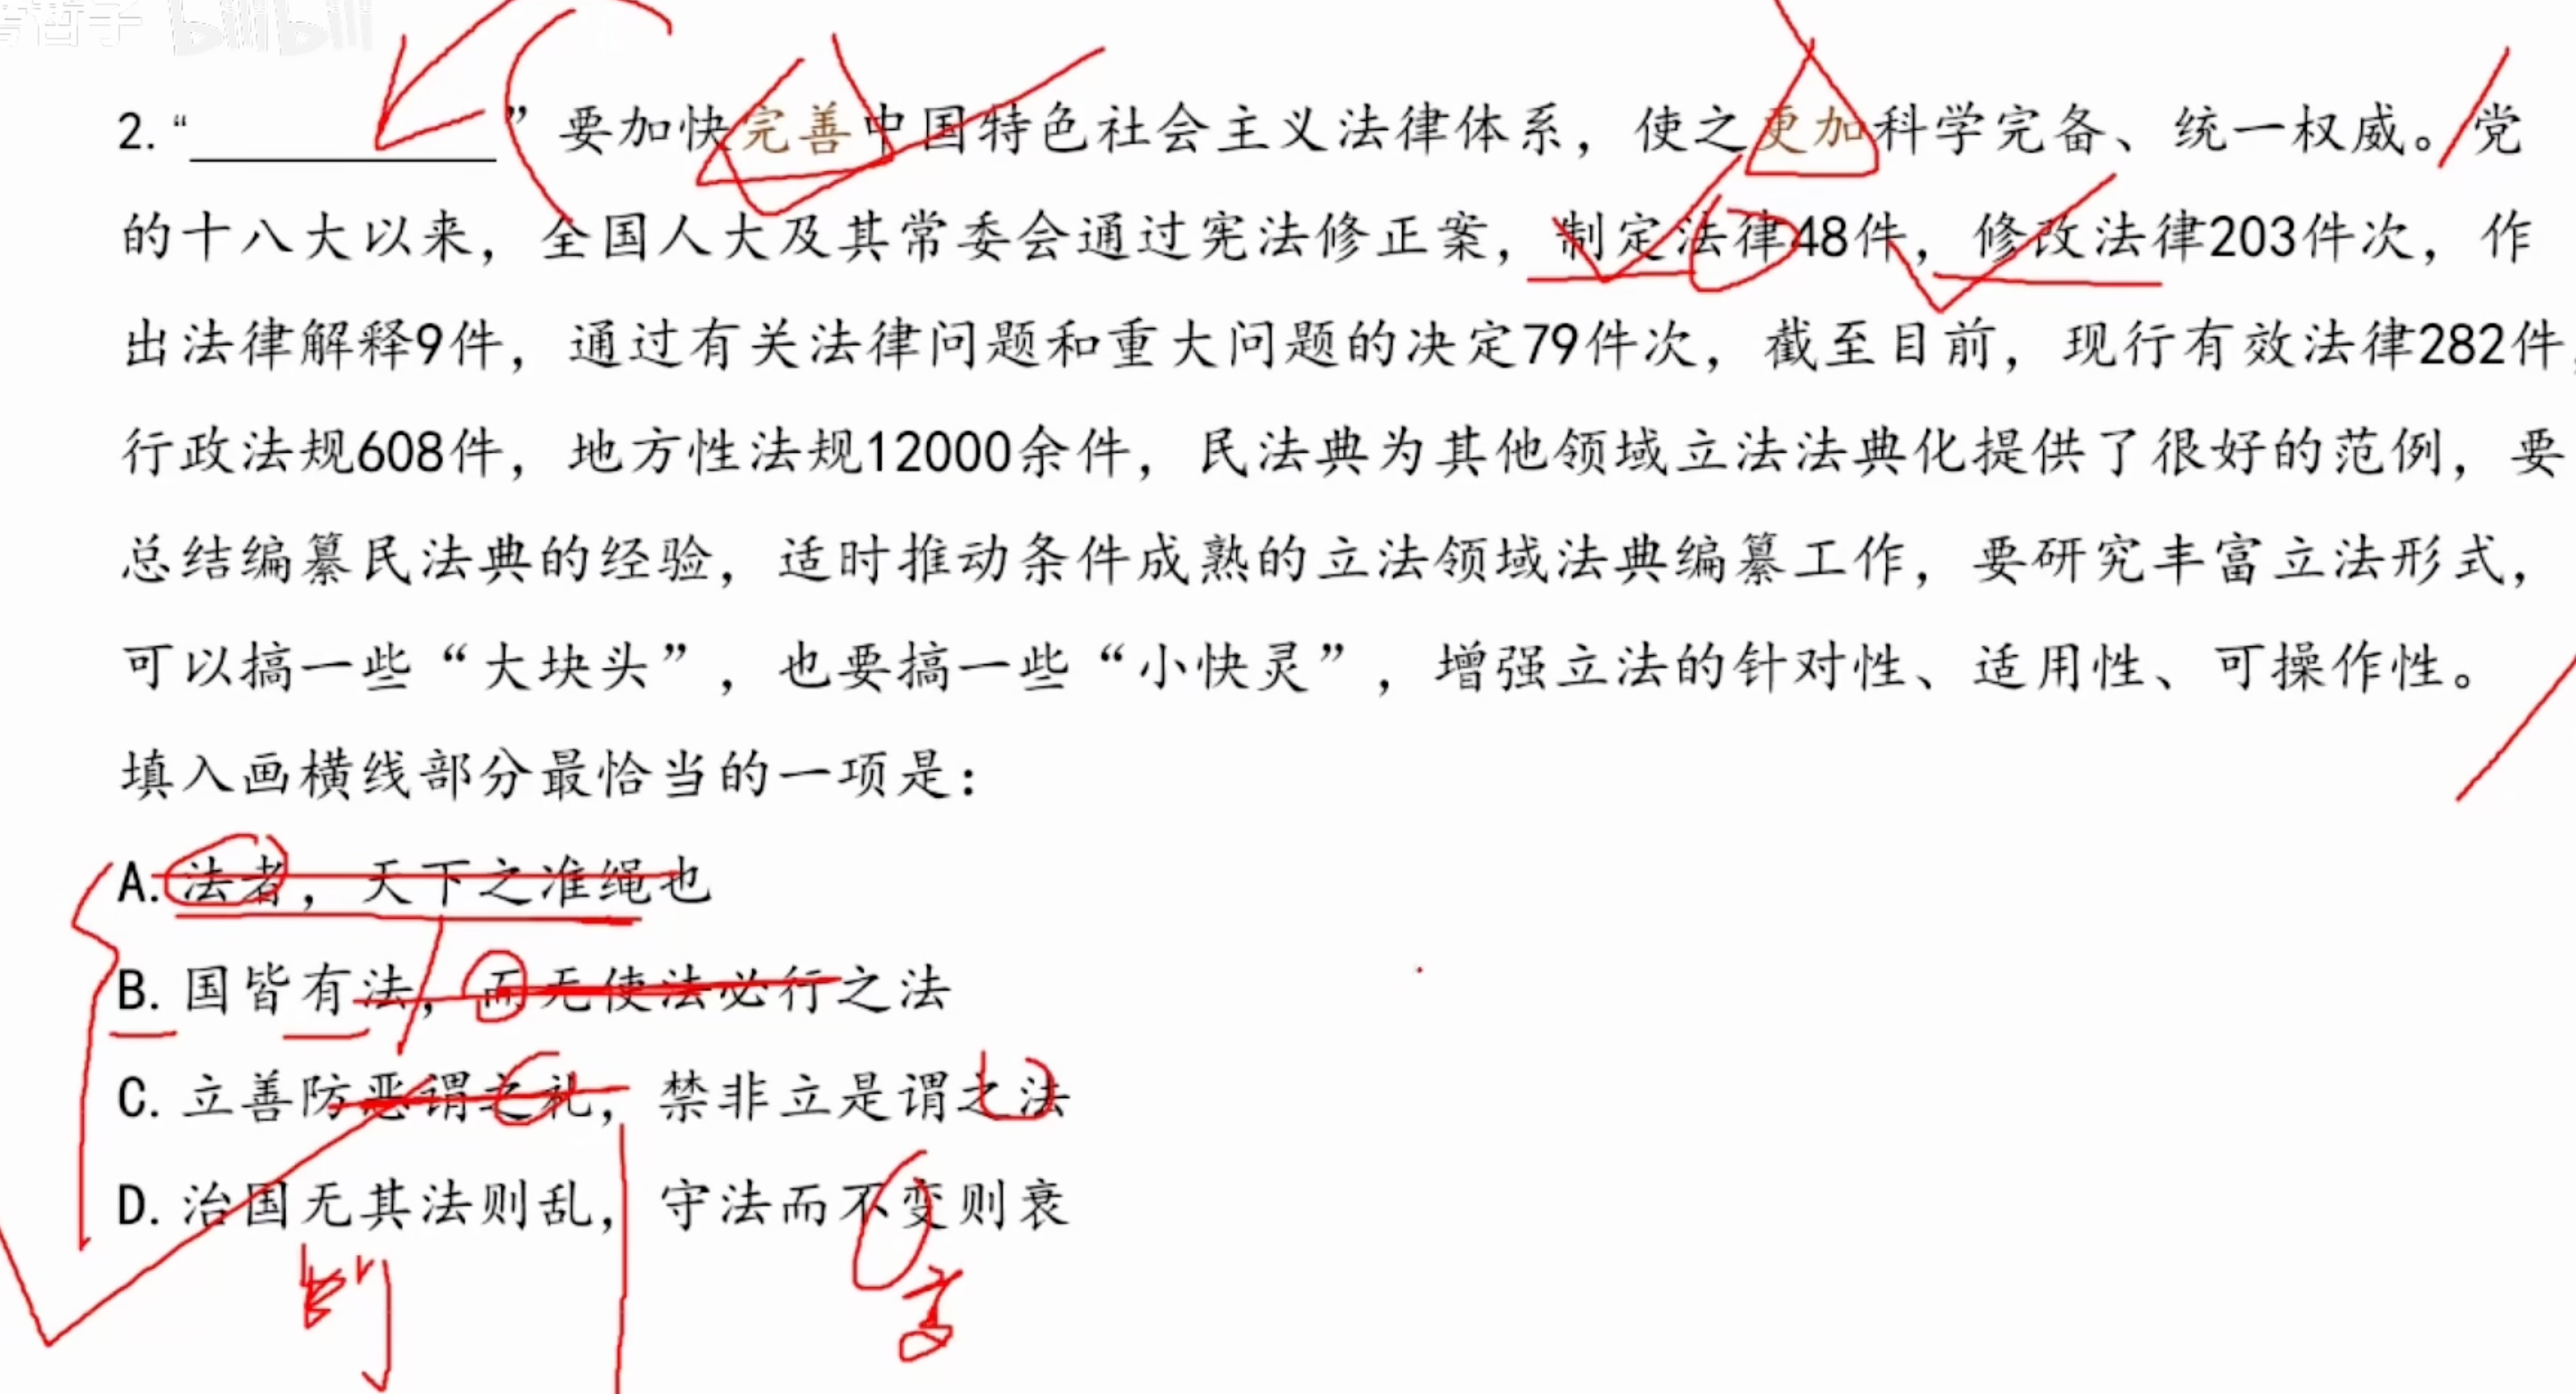 考哲子 bilibili
2.“          ”要加快完善中国特色社会主义法律体系，使之更加科学完备、统一权威。党
的十八大以来，全国人大及其常委会通过宪法修正案，制定法律48件，修改法律203件次，作
出法律解释9件，通过有关法律问题和重大问题的决定79件次，截至目前，现行有效法律282件，
行政法规608件，地方性法规12000余件，民法典为其他领域立法法典化提供了很好的范例，要
总结编纂民法典的经验，适时推动条件成熟的立法领域法典编纂工作，要研究丰富立法形式，
可以搞一些“大块头”，也要搞一些“小快灵”，增强立法的针对性、适用性、可操作性。
填入画横线部分最恰当的一项是：
A. 法者，天下之准绳也
B. 国皆有法，而无使法必行之法
C. 立善防恶谓之礼，禁非立是谓之法
D. 治国无其法则乱，守法而不变则衰